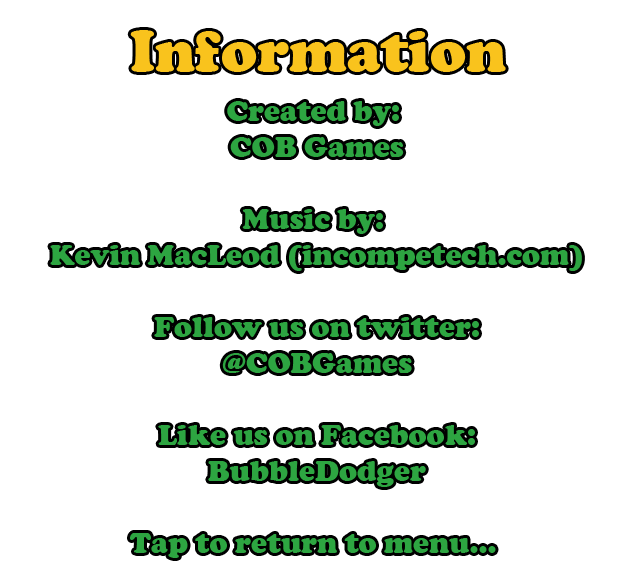 Information
Created by:
COB Games
Music by:
Kevin MacLeod (incompetech.com)
Follow us on twitter:
@COBGames
Like us on Facebook:
BubbleDodger
Tap to return to menu...